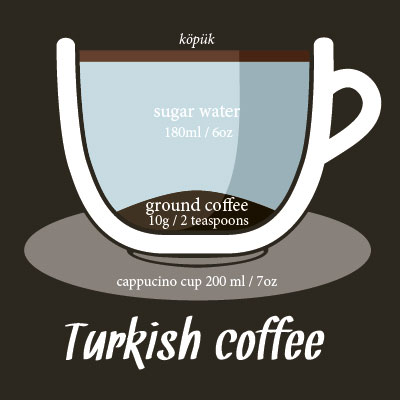 köpük
sugar water
180ml / 6oz
ground coffee
10g / 2 teaspoons
cappucino cup 200 ml / 7oz
Turkish coffee